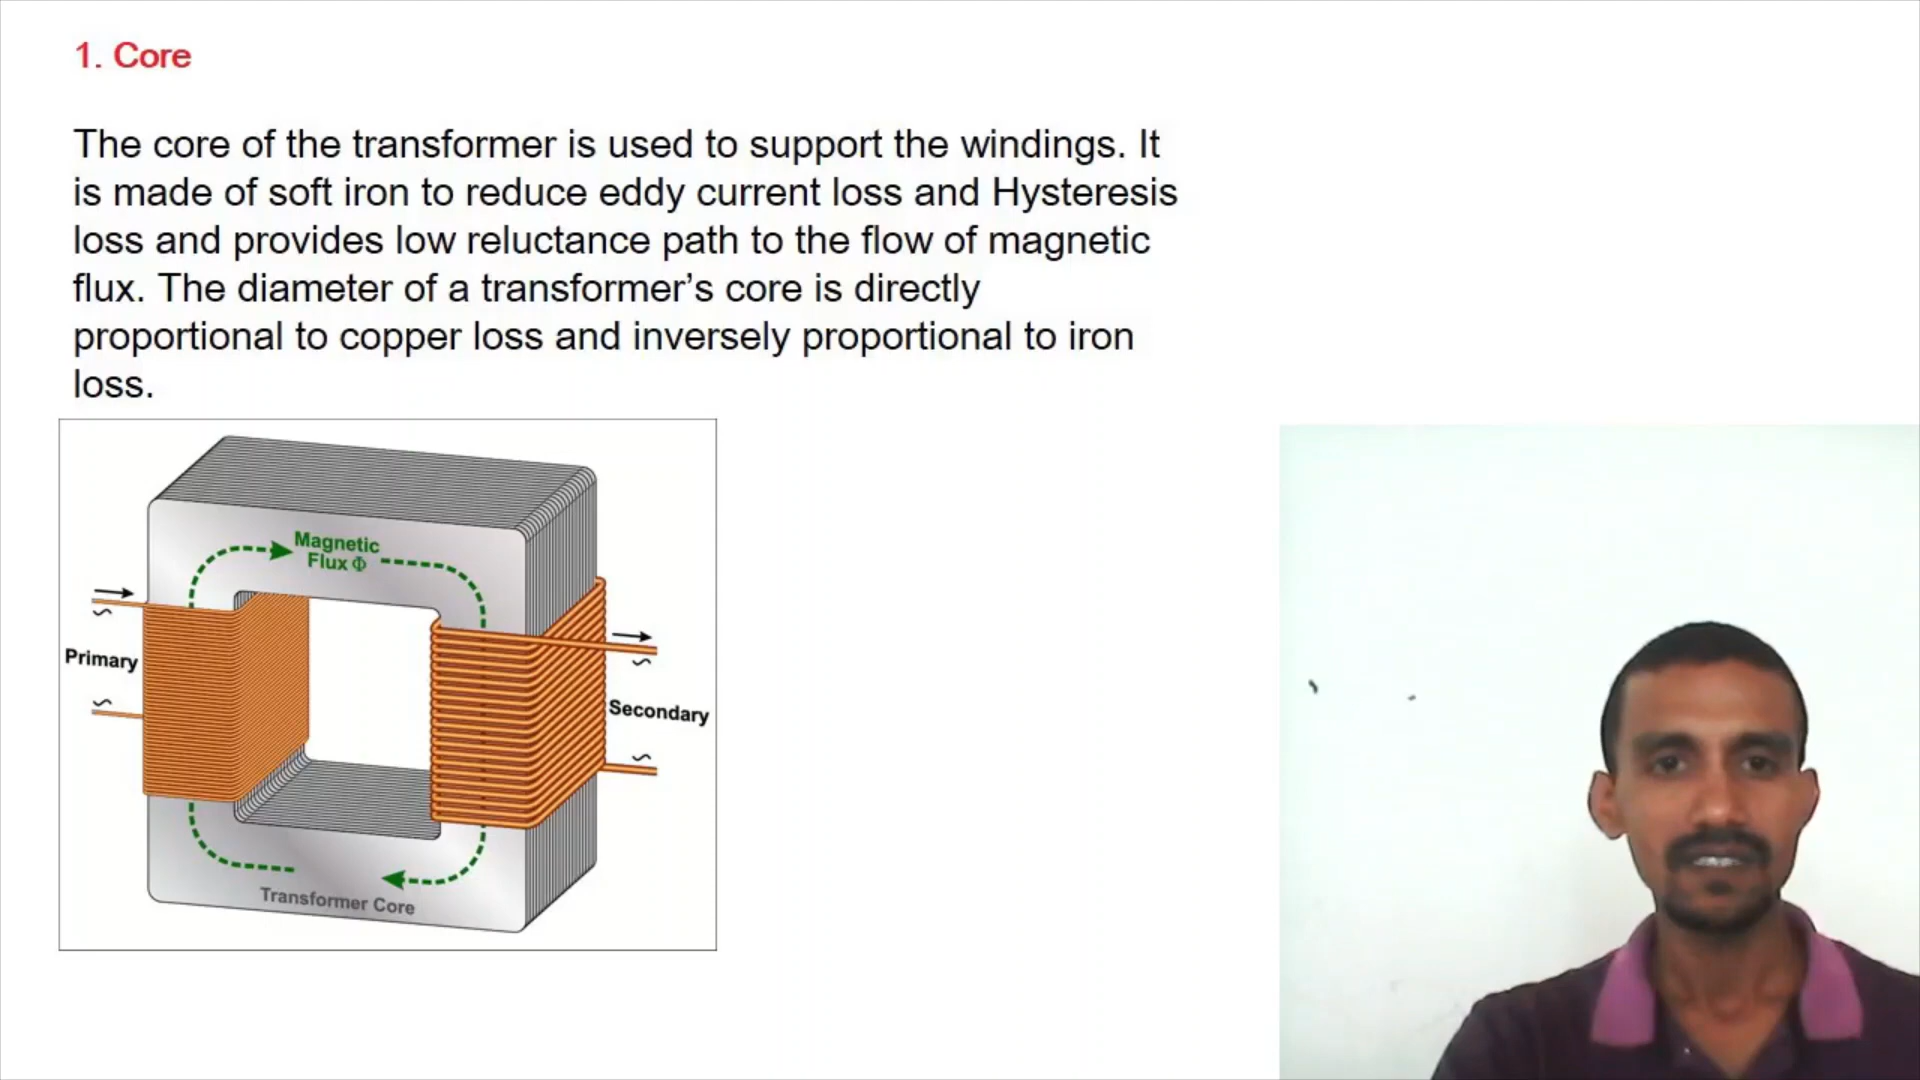 1. Core
The core of the transformer is used to support the windings. It
is made of soft iron to reduce eddy current loss and Hysteresis
loss and provides low reluctance path to the flow of magnetic
flux. The diameter of a transformer’s core is directly
proportional to copper loss and inversely proportional to iron
loss.
Magnetic
Flux Φ
Primary
Secondary
Transformer Core